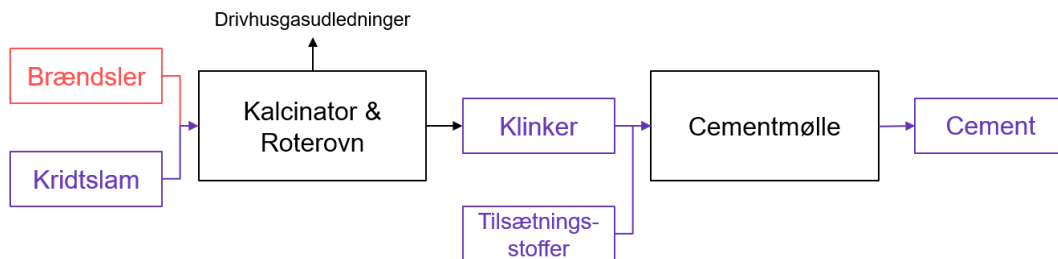 Drivhusgasudledninger
Brændsler
Kridtslam
Kalcinator &
Roterovn
Klinker
Tilsætnings-
stoffer
Cementmølle
Cement